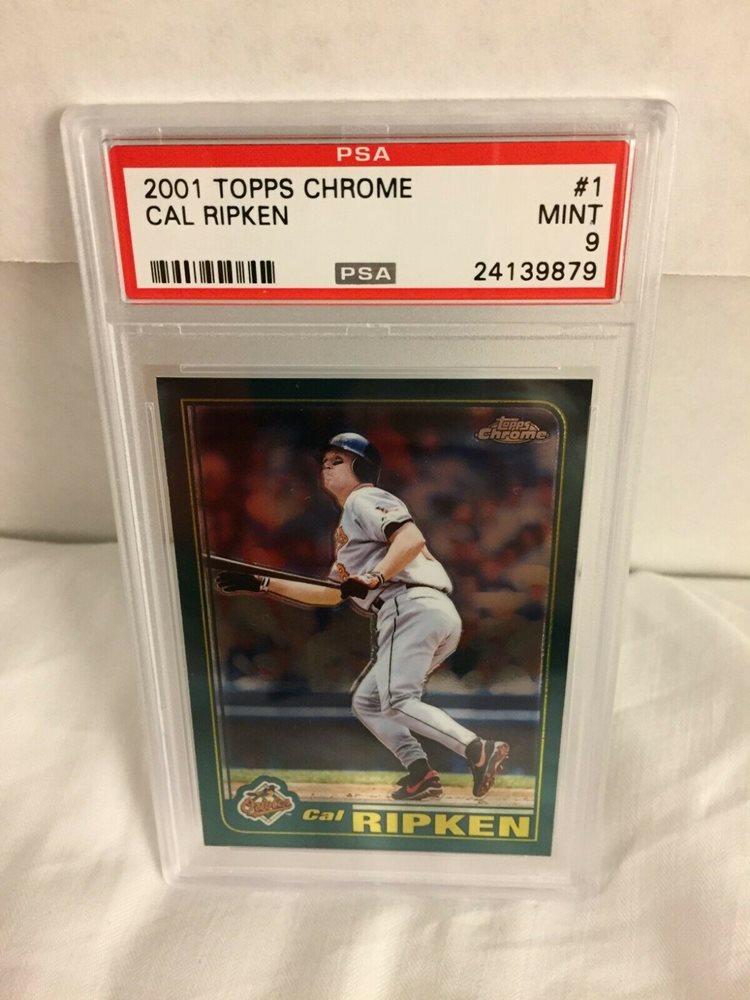 PSA
2001 TOPPS CHROME #1
CAL RIPKEN MINT
9
PSA 24139879
Topps
Chrome
Orioles
Cal RIPKEN